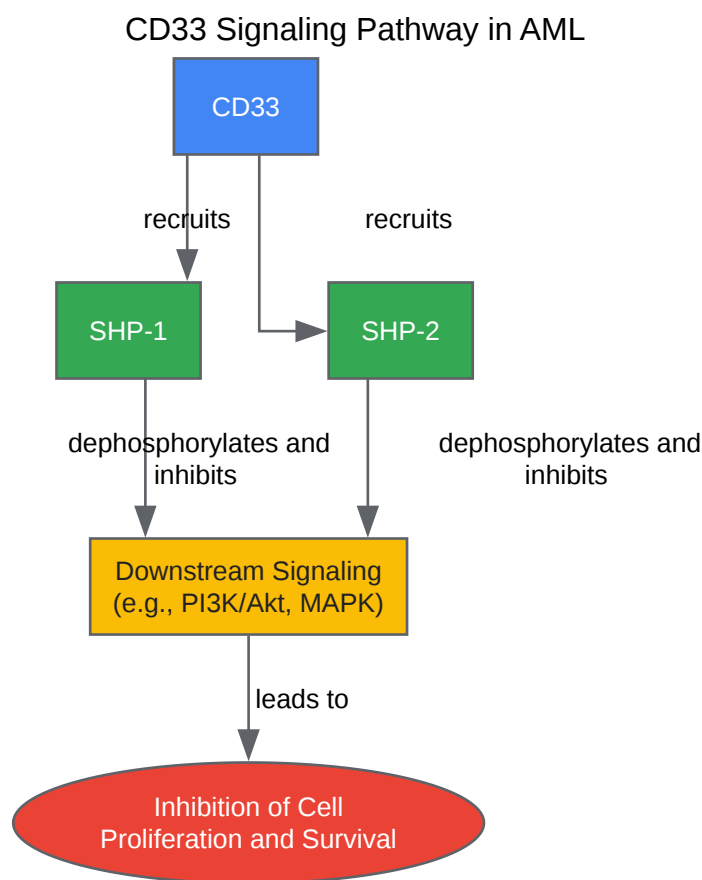 CD33 Signaling Pathway in AML
CD33
recruits
recruits
SHP-1
SHP-2
dephosphorylates and
inhibits
dephosphorylates and
inhibits
Downstream Signaling
(e.g., PI3K/Akt, MAPK)
leads to
Inhibition of Cell
Proliferation and Survival